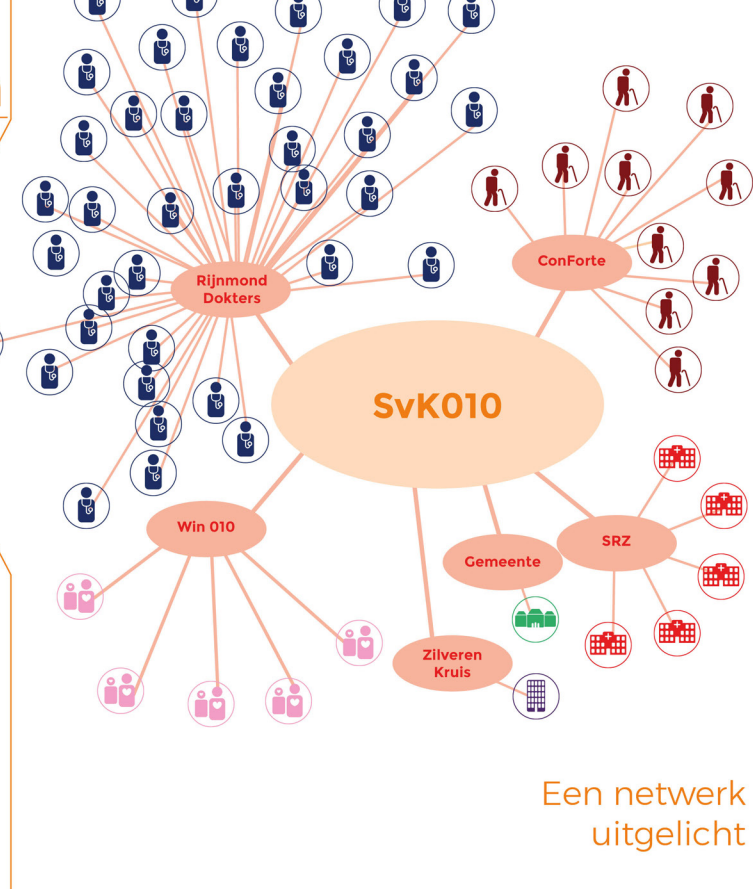 Rijnmond
Dokters
ConForte
SvK010
Win 010
SRZ
Gemeente
Zilveren
Kruis
Een netwerk
uitgelicht